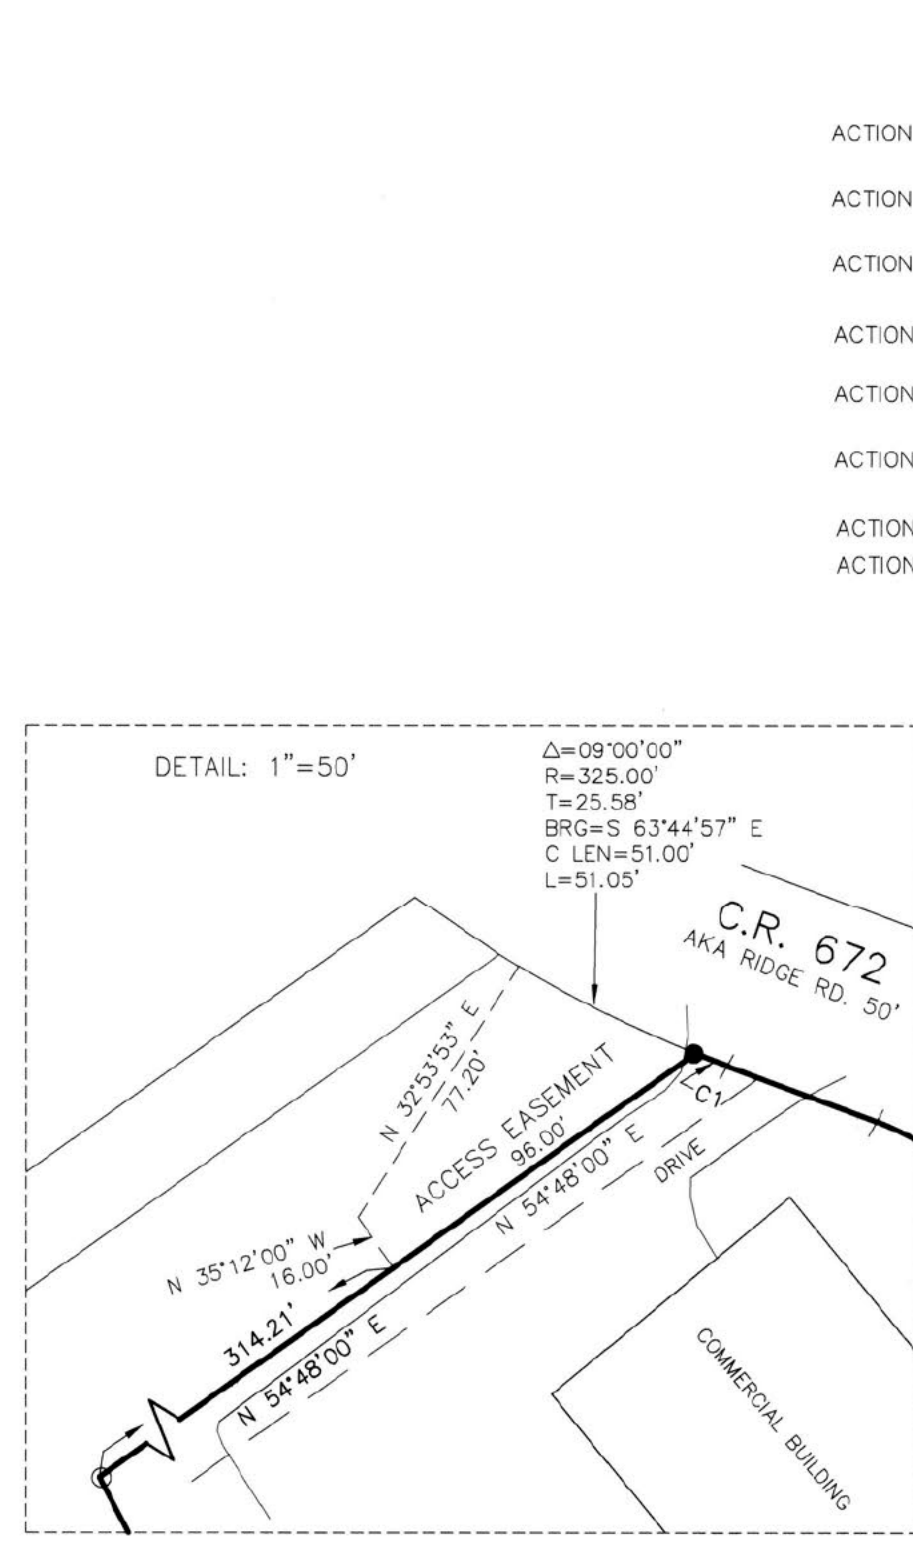 ACTION
ACTION
ACTION
ACTION
ACTION
ACTION
ACTION
ACTION
DETAIL: 1"=50'
Δ=09°00'00"
R=325.00'
T=25.58'
BRG=S 63°44'57" E
C LEN=51.00'
L=51.05'
C.R. 672
AKA RIDGE RD. 50'
N 32°53'53" E
77.20'
ACCESS EASEMENT
96.00'
N 54°48'00" E
C1
DRIVE
N 35°12'00" W
16.00'
314.21'
N 54°48'00" E
COMMERCIAL BUILDING